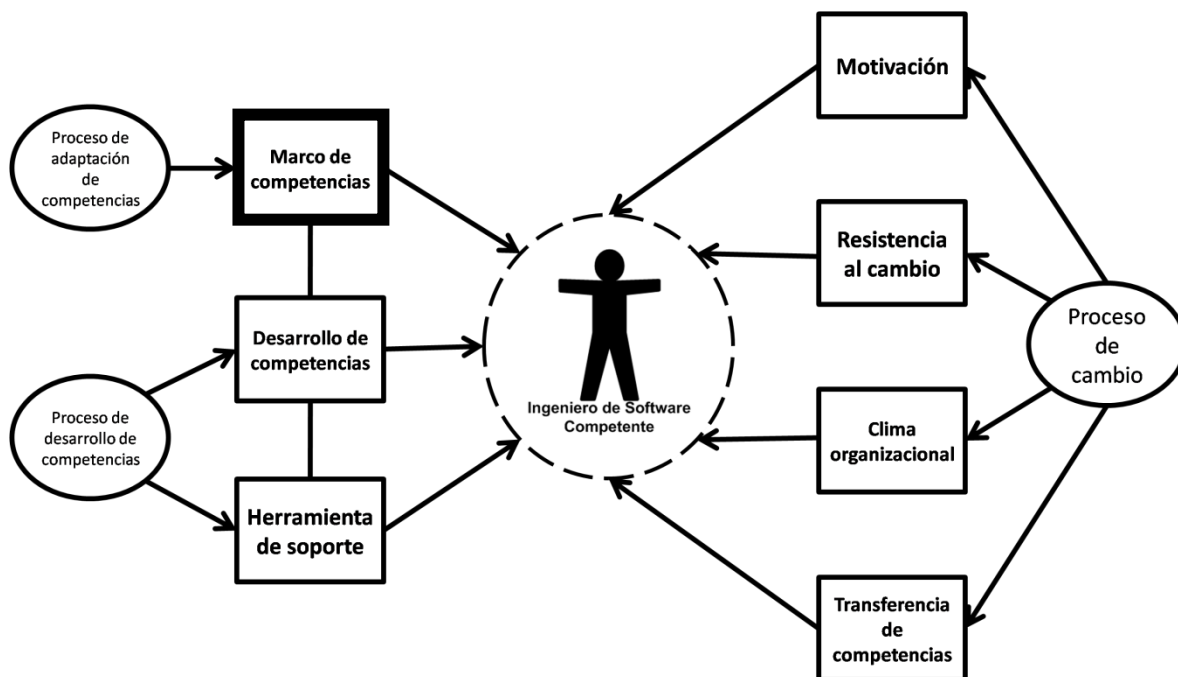 Proceso de
adaptación
de
competencias
Marco de
competencias
Desarrollo de
competencias
Proceso de
desarrollo de
competencias
Herramienta
de soporte
Ingeniero de Software
Competente
Motivación
Resistencia
al cambio
Clima
organizacional
Transferencia
de
competencias
Proceso
de
cambio